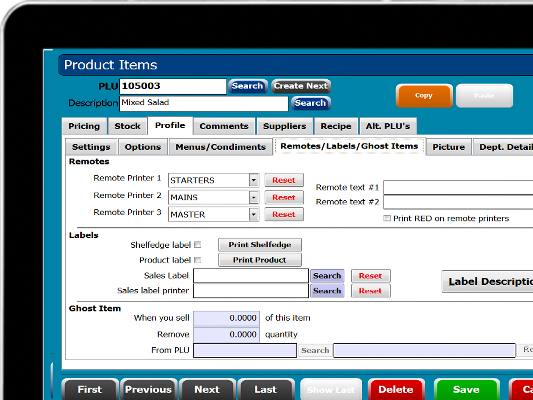 Product Items
PLU 105003 Search Create Next
Copy Paste
Description Mixed Salad Search
Pricing Stock Profile Comments Suppliers Recipe Alt. PLU's
Settings Options Menus/Condiments Remotes/Labels/Ghost Items Picture Dept. Detail
Remotes
Remote Printer 1 STARTERS Reset
Remote text #1
Remote Printer 2 MAINS Reset
Remote text #2
Remote Printer 3 MASTER Reset
Print RED on remote printers
Labels
Shelfedge label Print Shelfedge
Product label Print Product
Sales Label Search Reset
Label Descriptio
Sales label printer Search Reset
Ghost Item
When you sell 0.0000 of this item
Remove 0.0000 quantity
From PLU Search Re
First Previous Next Last Show Last Delete Save Ca